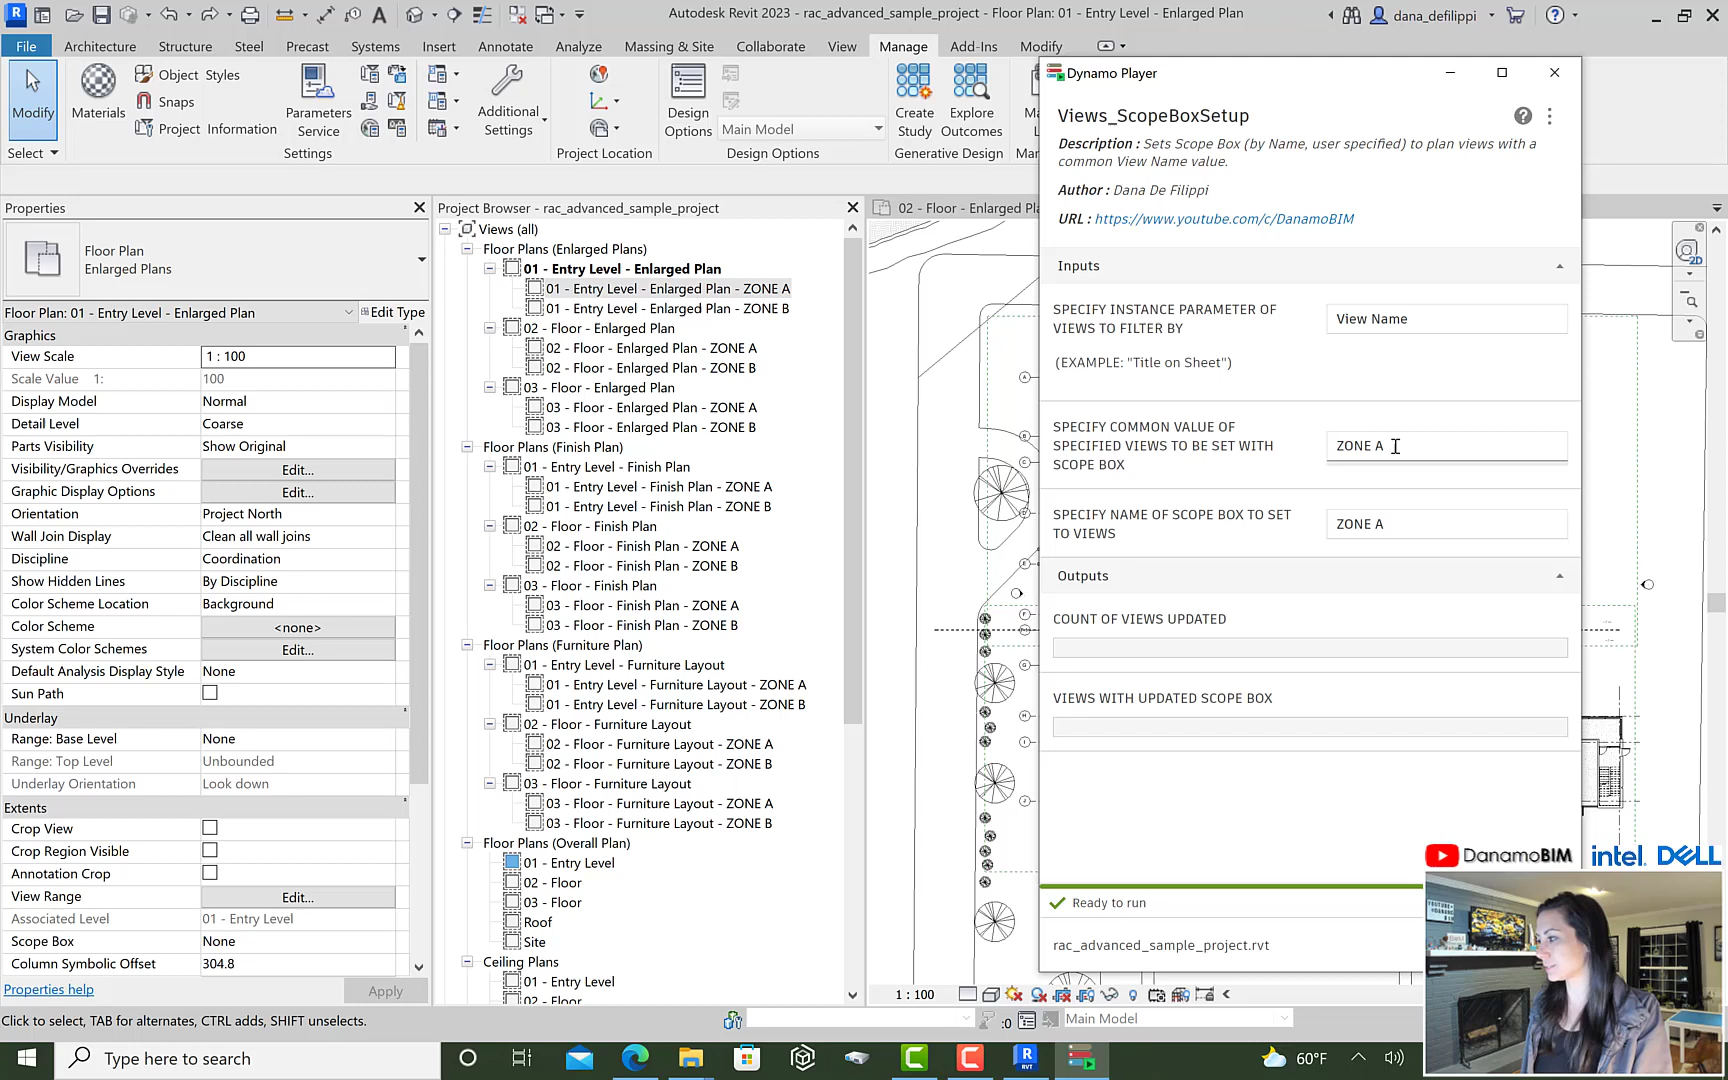 Autodesk Revit 2023 - rac_advanced_sample_project - Floor Plan: 01 - Entry Level - Enlarged Plan
dana_defilippi
File Architecture Structure Steel Precast Systems Insert Annotate Analyze Massing & Site Collaborate View Manage Add-Ins Modify
Modify
Materials
Object Styles
Snaps
Project Information
Parameters
Service
Additional
Settings
Design
Options
Main Model
Create
Study
Explore
Outcomes
Select
Settings
Project Location
Design Options
Generative Design
Properties
Floor Plan
Enlarged Plans
Floor Plan: 01 - Entry Level - Enlarged Plan
Edit Type
Graphics
View Scale 1 : 100
Scale Value 1: 100
Display Model Normal
Detail Level Coarse
Parts Visibility Show Original
Visibility/Graphics Overrides Edit...
Graphic Display Options Edit...
Orientation Project North
Wall Join Display Clean all wall joins
Discipline Coordination
Show Hidden Lines By Discipline
Color Scheme Location Background
Color Scheme <none>
System Color Schemes Edit...
Default Analysis Display Style None
Sun Path
Underlay
Range: Base Level None
Range: Top Level Unbounded
Underlay Orientation Look down
Extents
Crop View
Crop Region Visible
Annotation Crop
View Range Edit...
Associated Level 01 - Entry Level
Scope Box None
Column Symbolic Offset 304.8
Properties help
Apply
Project Browser - rac_advanced_sample_project
Views (all)
Floor Plans (Enlarged Plans)
01 - Entry Level - Enlarged Plan
01 - Entry Level - Enlarged Plan - ZONE A
01 - Entry Level - Enlarged Plan - ZONE B
02 - Floor - Enlarged Plan
02 - Floor - Enlarged Plan - ZONE A
02 - Floor - Enlarged Plan - ZONE B
03 - Floor - Enlarged Plan
03 - Floor - Enlarged Plan - ZONE A
03 - Floor - Enlarged Plan - ZONE B
Floor Plans (Finish Plan)
01 - Entry Level - Finish Plan
01 - Entry Level - Finish Plan - ZONE A
01 - Entry Level - Finish Plan - ZONE B
02 - Floor - Finish Plan
02 - Floor - Finish Plan - ZONE A
02 - Floor - Finish Plan - ZONE B
03 - Floor - Finish Plan
03 - Floor - Finish Plan - ZONE A
03 - Floor - Finish Plan - ZONE B
Floor Plans (Furniture Plan)
01 - Entry Level - Furniture Layout
01 - Entry Level - Furniture Layout - ZONE A
01 - Entry Level - Furniture Layout - ZONE B
02 - Floor - Furniture Layout
02 - Floor - Furniture Layout - ZONE A
02 - Floor - Furniture Layout - ZONE B
03 - Floor - Furniture Layout
03 - Floor - Furniture Layout - ZONE A
03 - Floor - Furniture Layout - ZONE B
Floor Plans (Overall Plan)
01 - Entry Level
02 - Floor
03 - Floor
Roof
Site
Ceiling Plans
01 - Entry Level
02 - Floor
02 - Floor - Enlarged Pla
2D
1 : 100
Dynamo Player
Views_ScopeBoxSetup
Description : Sets Scope Box (by Name, user specified) to plan views with a
common View Name value.
Author : Dana De Filippi
URL : https://www.youtube.com/c/DanamoBIM
Inputs
SPECIFY INSTANCE PARAMETER OF
VIEWS TO FILTER BY
View Name
(EXAMPLE: "Title on Sheet")
SPECIFY COMMON VALUE OF
SPECIFIED VIEWS TO BE SET WITH
SCOPE BOX
ZONE A
SPECIFY NAME OF SCOPE BOX TO SET
TO VIEWS
ZONE A
Outputs
COUNT OF VIEWS UPDATED
VIEWS WITH UPDATED SCOPE BOX
Ready to run
rac_advanced_sample_project.rvt
DanamoBIM intel. DELL
Click to select, TAB for alternates, CTRL adds, SHIFT unselects.
:0
Main Model
Type here to search
60°F